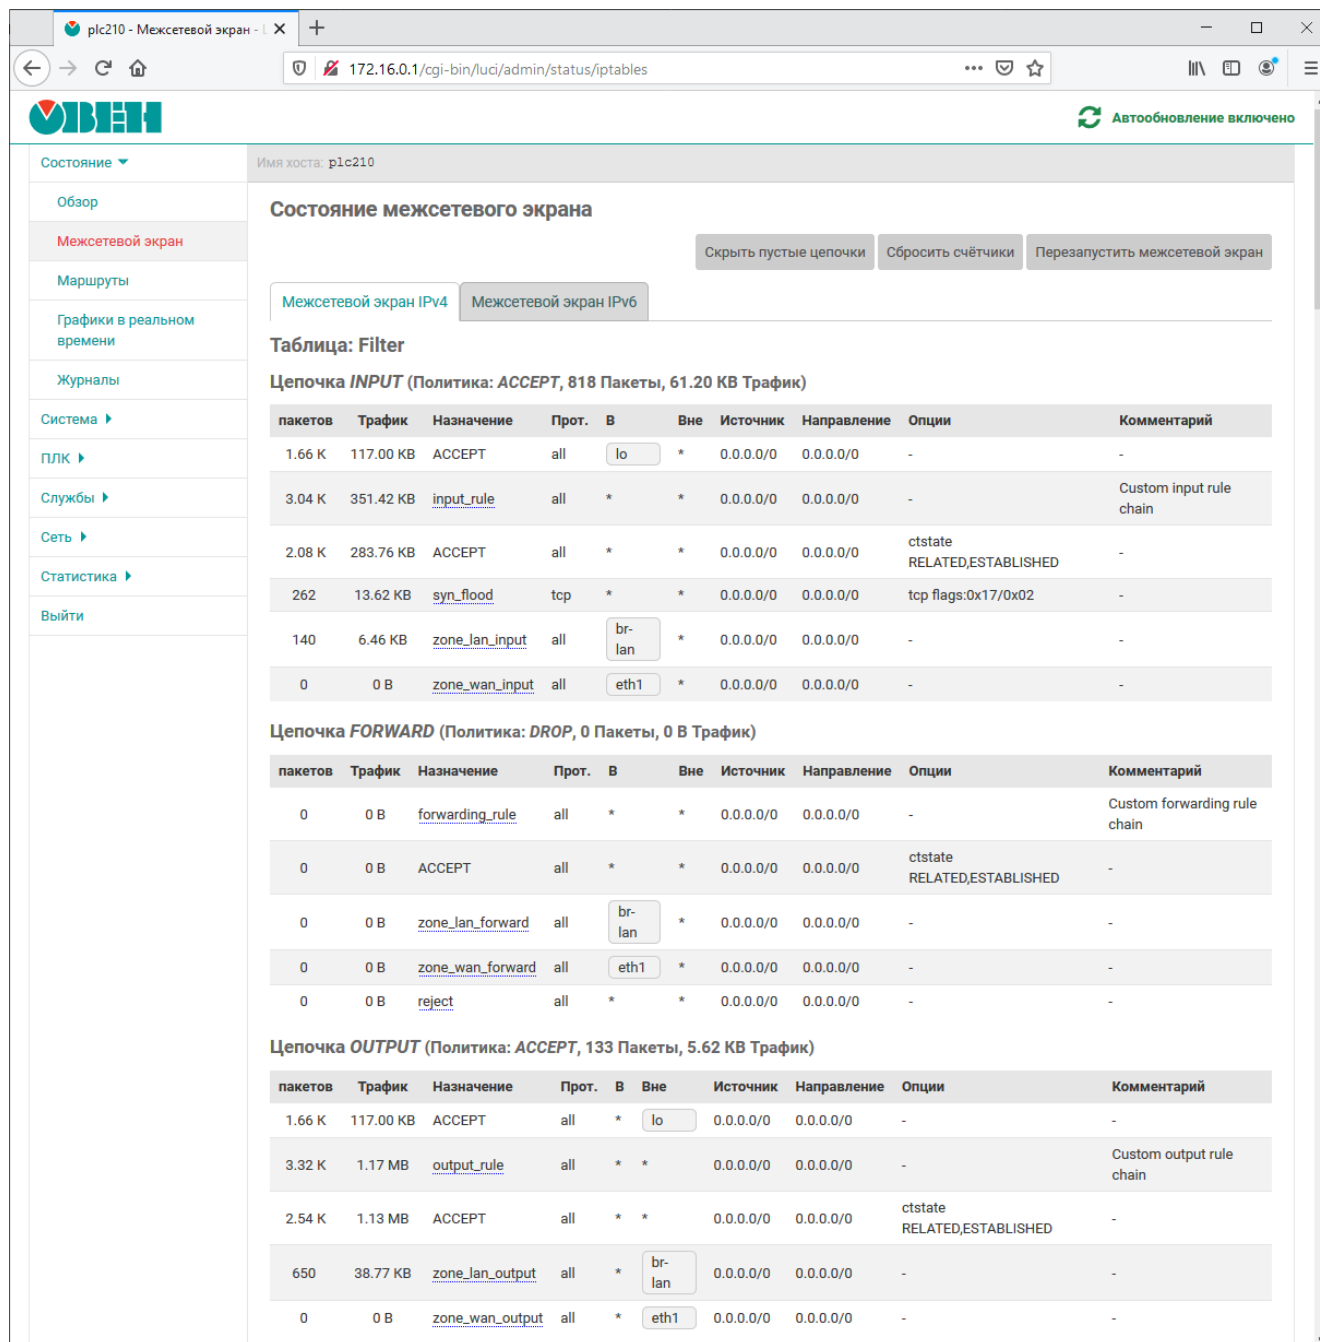 plc210 - Межсетевой экран - L
172.16.0.1/cgi-bin/luci/admin/status/iptables
ОВЕН
Автообновление включено
Состояние
Имя хоста: plc210
Обзор
Межсетевой экран
Маршруты
Графики в реальном
времени
Журналы
Система
ПЛК
Службы
Сеть
Статистика
Выйти
Состояние межсетевого экрана
Скрыть пустые цепочки Сбросить счётчики Перезапустить межсетевой экран
Межсетевой экран IPv4 Межсетевой экран IPv6
Таблица: Filter
Цепочка INPUT (Политика: ACCEPT, 818 Пакеты, 61.20 KB Трафик)
пакетов Трафик Назначение Прот. В Вне Источник Направление Опции Комментарий
1.66 K 117.00 KB ACCEPT all lo * 0.0.0.0/0 0.0.0.0/0 - -
3.04 K 351.42 KB input_rule all * * 0.0.0.0/0 0.0.0.0/0 - Custom input rule
chain
2.08 K 283.76 KB ACCEPT all * * 0.0.0.0/0 0.0.0.0/0 ctstate
RELATED,ESTABLISHED -
262 13.62 KB syn_flood tcp * * 0.0.0.0/0 0.0.0.0/0 tcp flags:0x17/0x02 -
140 6.46 KB zone_lan_input all br-
lan * 0.0.0.0/0 0.0.0.0/0 - -
0 0 B zone_wan_input all eth1 * 0.0.0.0/0 0.0.0.0/0 - -
Цепочка FORWARD (Политика: DROP, 0 Пакеты, 0 B Трафик)
пакетов Трафик Назначение Прот. В Вне Источник Направление Опции Комментарий
0 0 B forwarding_rule all * * 0.0.0.0/0 0.0.0.0/0 - Custom forwarding rule
chain
0 0 B ACCEPT all * * 0.0.0.0/0 0.0.0.0/0 ctstate
RELATED,ESTABLISHED -
0 0 B zone_lan_forward all br-
lan * 0.0.0.0/0 0.0.0.0/0 - -
0 0 B zone_wan_forward all eth1 * 0.0.0.0/0 0.0.0.0/0 - -
0 0 B reject all * * 0.0.0.0/0 0.0.0.0/0 - -
Цепочка OUTPUT (Политика: ACCEPT, 133 Пакеты, 5.62 KB Трафик)
пакетов Трафик Назначение Прот. В Вне Источник Направление Опции Комментарий
1.66 K 117.00 KB ACCEPT all * lo 0.0.0.0/0 0.0.0.0/0 - -
3.32 K 1.17 MB output_rule all * * 0.0.0.0/0 0.0.0.0/0 - Custom output rule
chain
2.54 K 1.13 MB ACCEPT all * * 0.0.0.0/0 0.0.0.0/0 ctstate
RELATED,ESTABLISHED -
650 38.77 KB zone_lan_output all * br-
lan 0.0.0.0/0 0.0.0.0/0 - -
0 0 B zone_wan_output all * eth1 0.0.0.0/0 0.0.0.0/0 - -